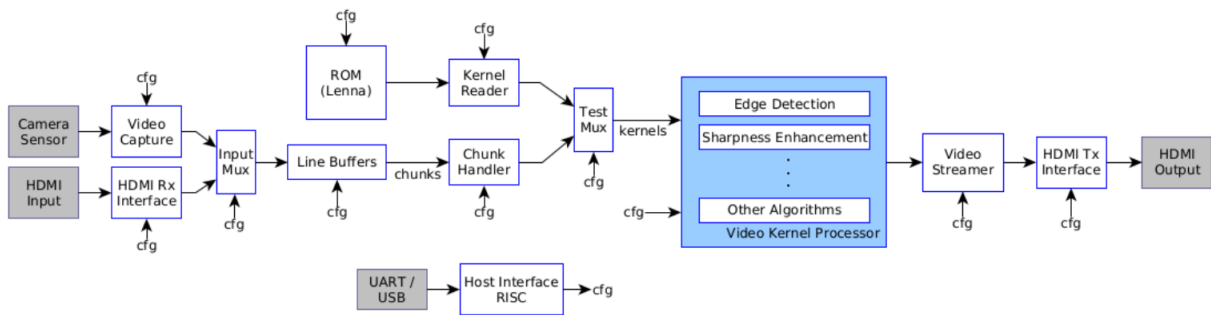 cfg
ROM
(Lenna)
cfg
Kernel
Reader
cfg
Camera
Sensor
Video
Capture
HDMI
Input
HDMI Rx
Interface
cfg
Input
Mux
cfg
Line Buffers
cfg
chunks
Chunk
Handler
cfg
Test
Mux
cfg
kernels
Edge Detection
Sharpness Enhancement
Other Algorithms
Video Kernel Processor
cfg
Video
Streamer
cfg
HDMI Tx
Interface
cfg
HDMI
Output
UART /
USB
Host Interface
RISC
cfg